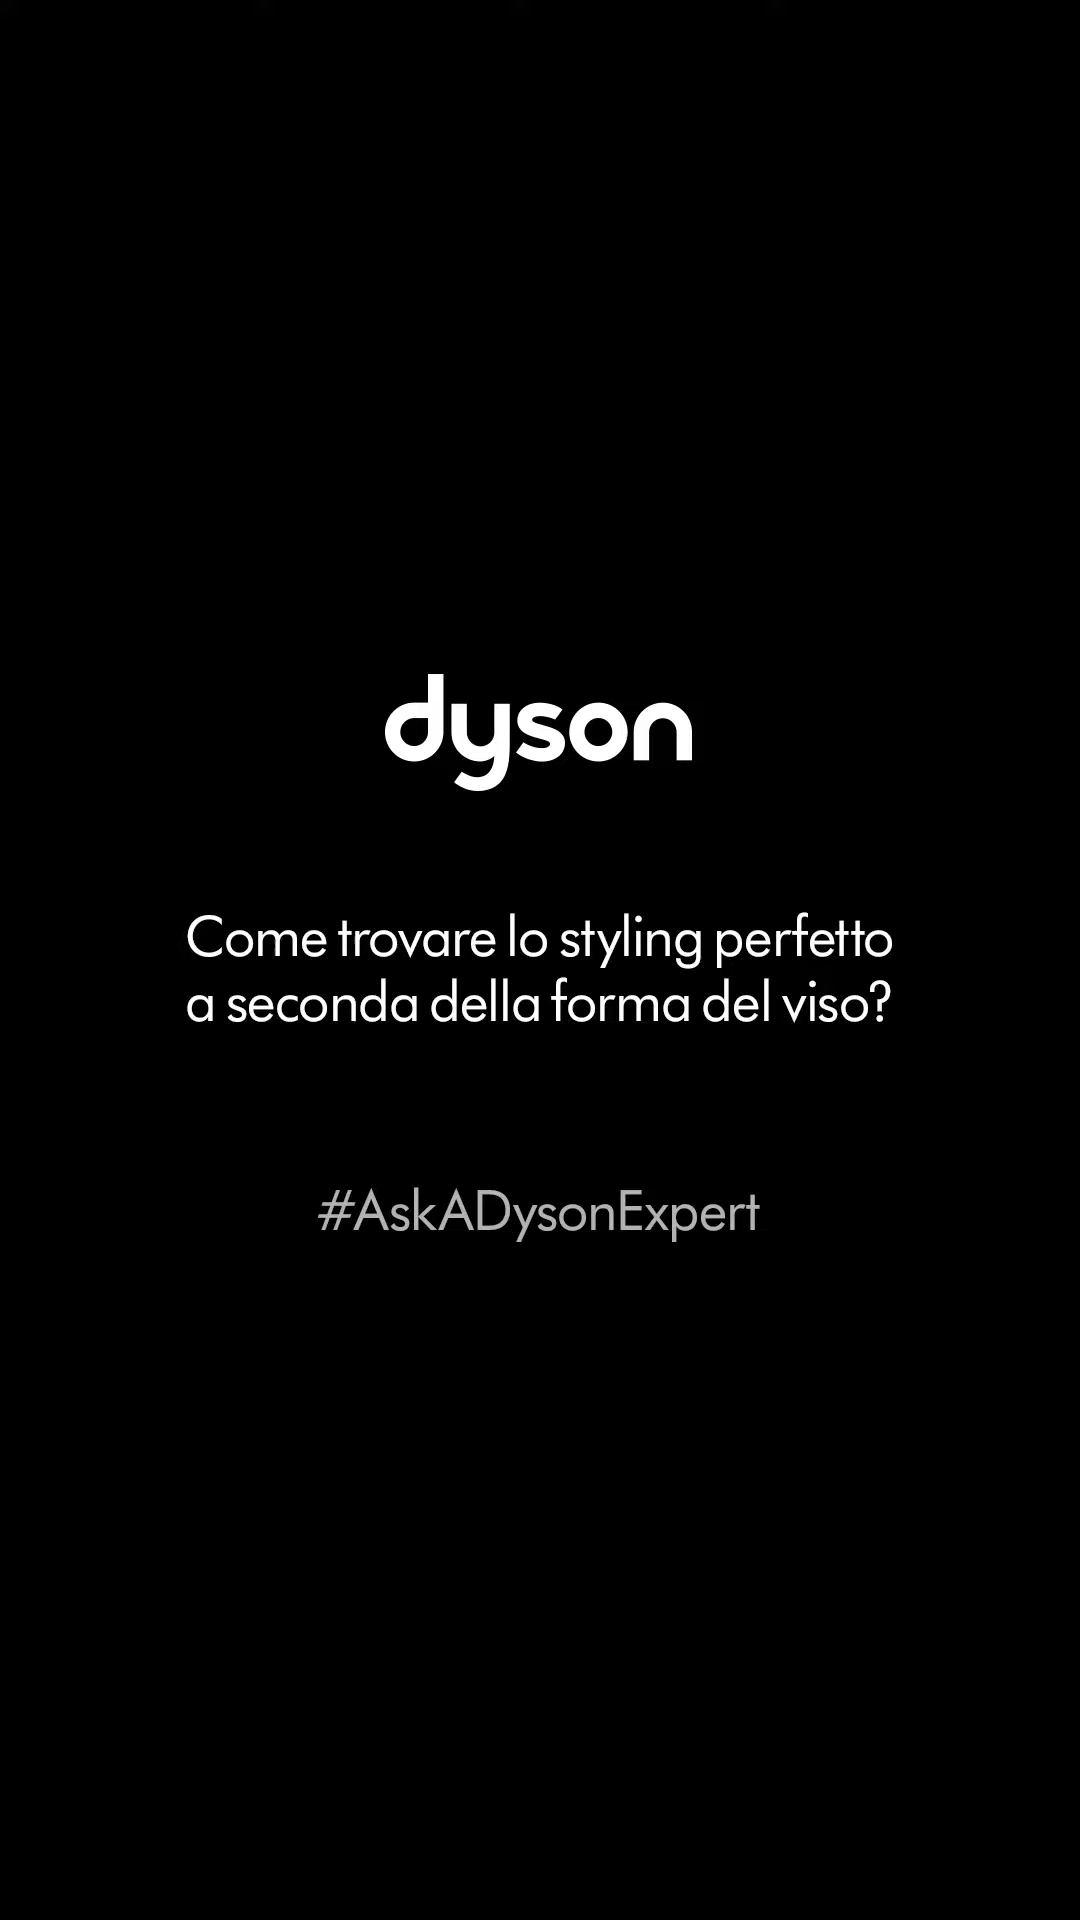 dyson
Come trovare lo styling perfetto
a seconda della forma del viso?
#AskADysonExpert